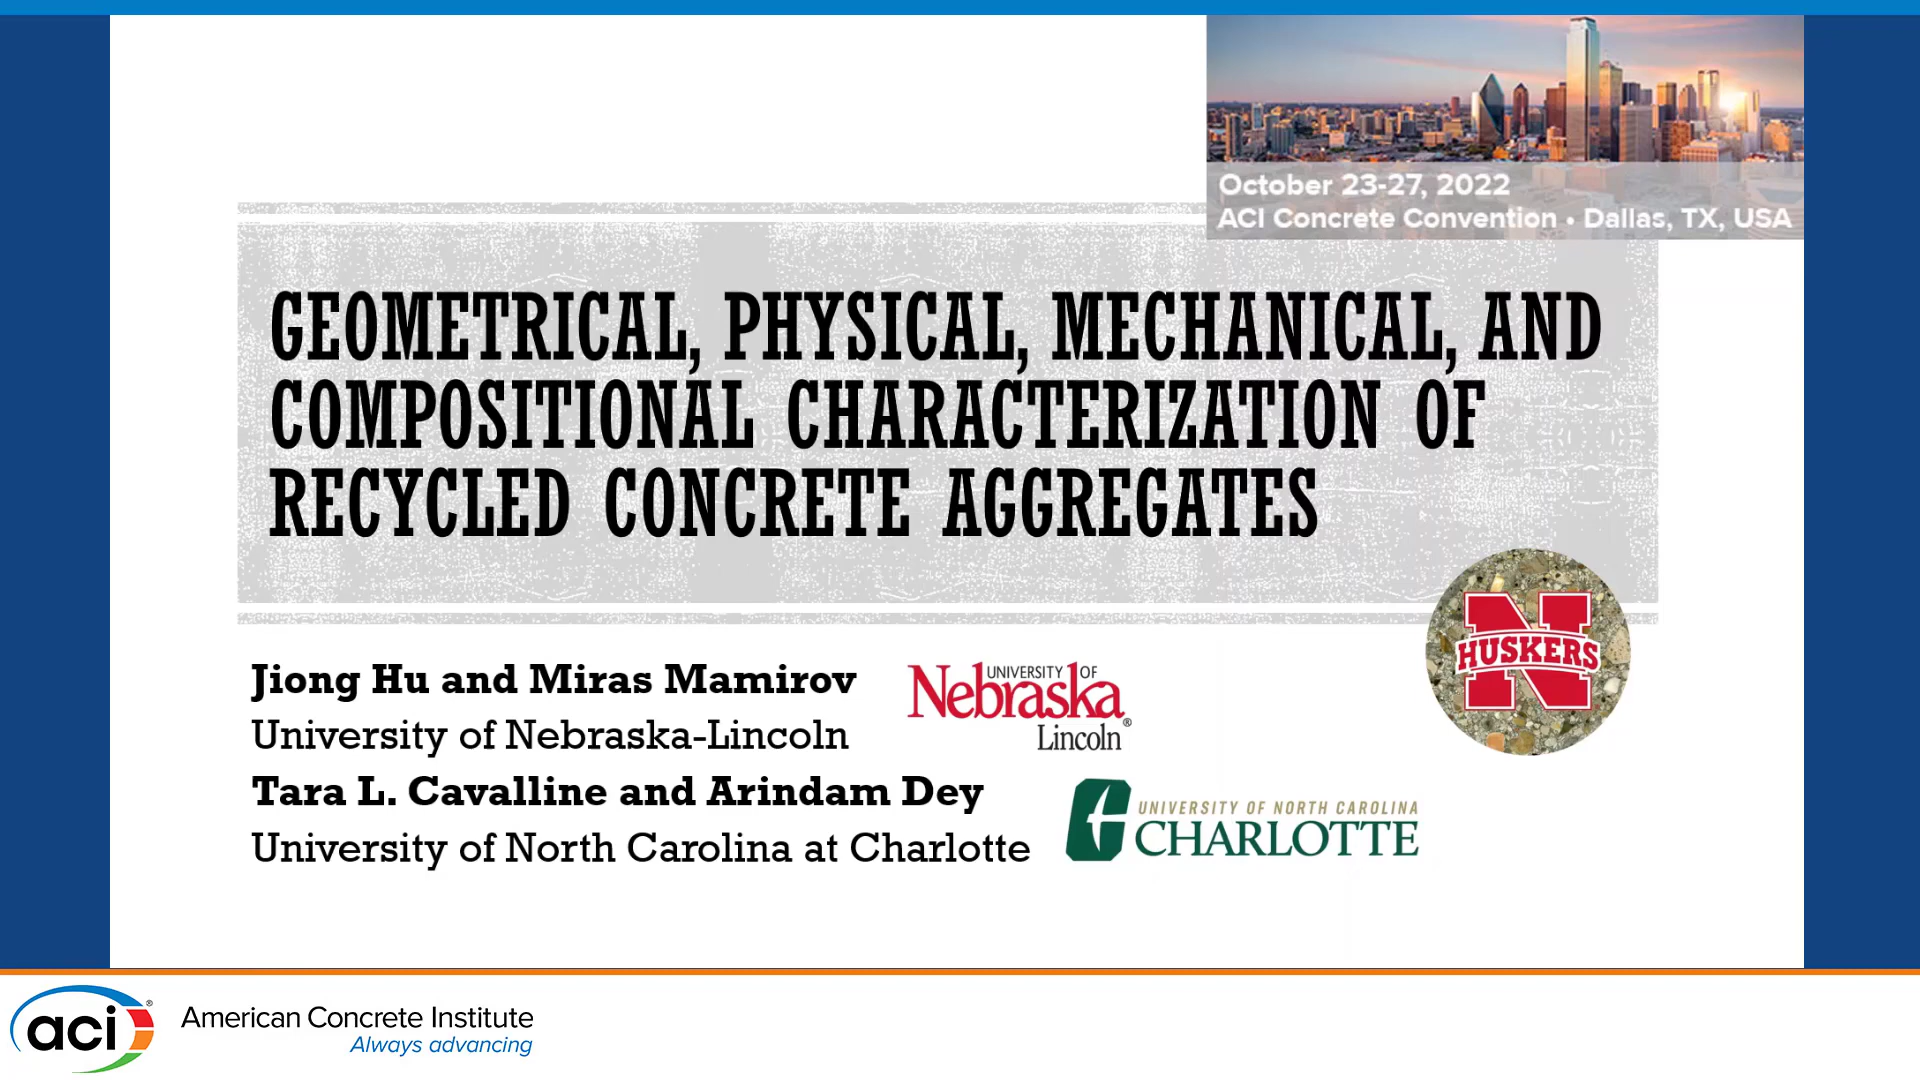 October 23-27, 2022
ACI Concrete Convention • Dallas, TX, USA
GEOMETRICAL, PHYSICAL, MECHANICAL, AND
COMPOSITIONAL CHARACTERIZATION OF
RECYCLED CONCRETE AGGREGATES
HUSKERS
Jiong Hu and Miras Mamirov
University of Nebraska-Lincoln
UNIVERSITY OF
Nebraska
Lincoln®
Tara L. Cavalline and Arindam Dey
University of North Carolina at Charlotte
UNIVERSITY OF NORTH CAROLINA
CHARLOTTE
aci®
American Concrete Institute
Always advancing